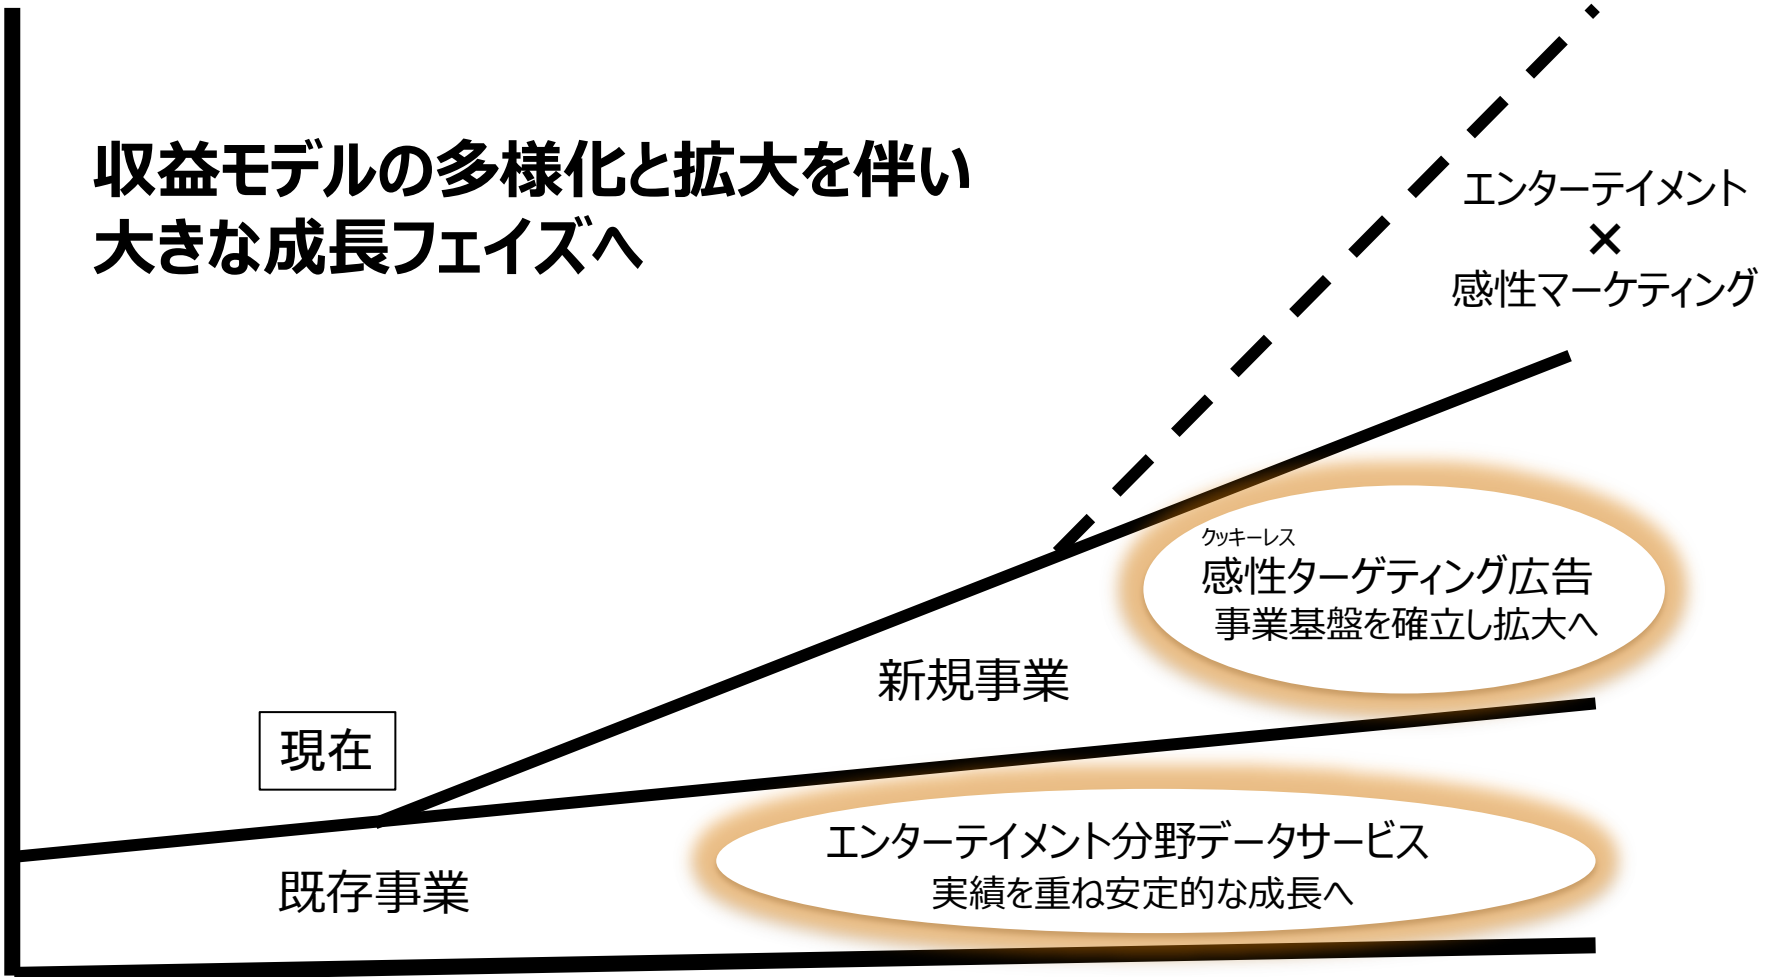 収益モデルの多様化と拡大を伴い
大きな成長フェイズへ
エンターテイメント
×
感性マーケティング
クッキーレス
感性ターゲティング広告
事業基盤を確立し拡大へ
新規事業
現在
エンターテイメント分野データサービス
実績を重ね安定的な成長へ
既存事業